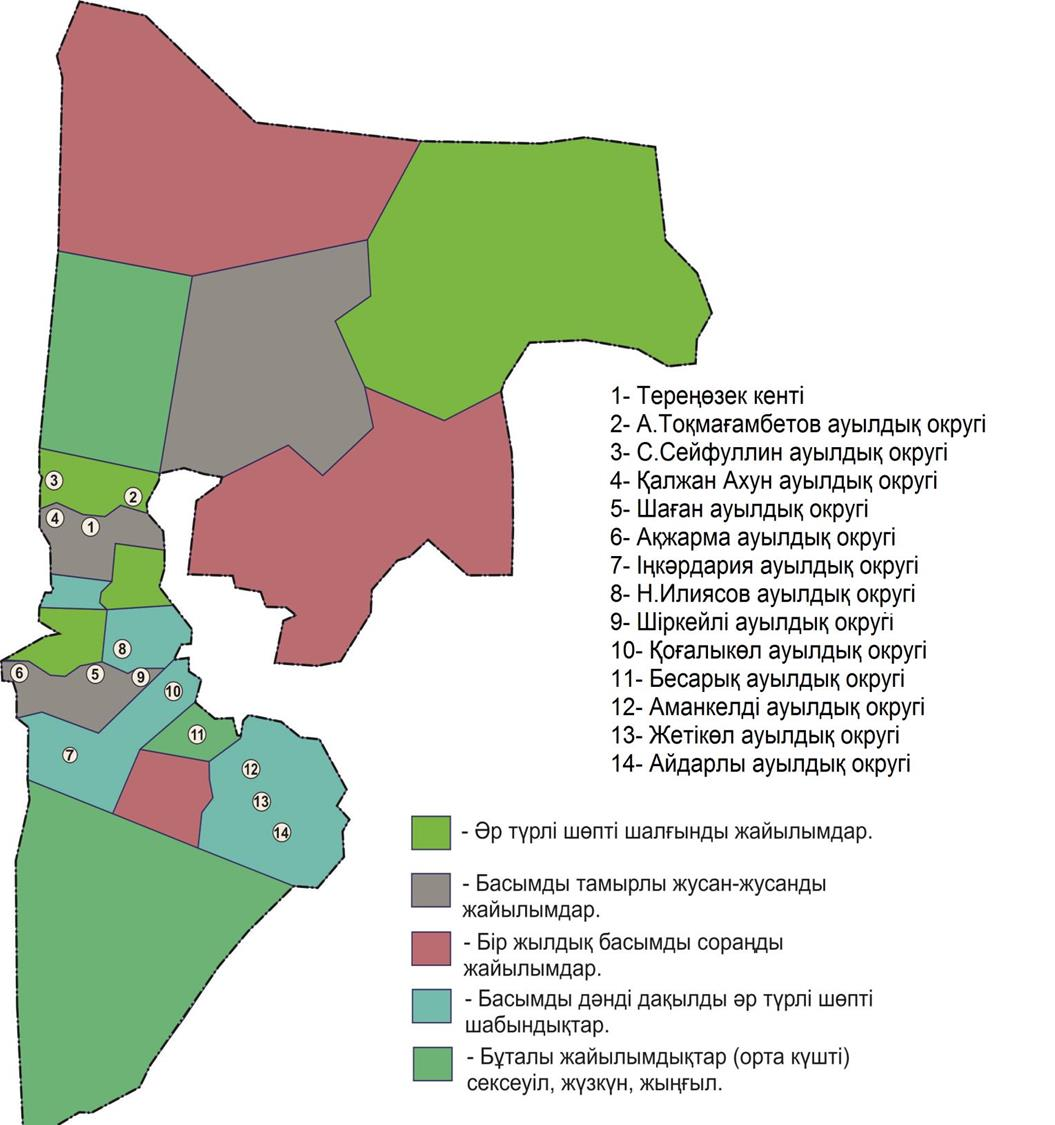 1- Тереңөзек кенті
2- А.Тоқмағамбетов ауылдық округі
3- С.Сейфуллин ауылдық округі
4- Қалжан Ахун ауылдық округі
5- Шаған ауылдық округі
6- Ақжарма ауылдық округі
7- Іңкәрдария ауылдық округі
8- Н.Илиясов ауылдық округі
9- Шіркейлі ауылдық округі
10- Қоғалыкөл ауылдық округі
11- Бесарық ауылдық округі
12- Аманкелді ауылдық округі
13- Жетікөл ауылдық округі
14- Айдарлы ауылдық округі
3
2
4
1
8
6
5
9
10
7
11
12
13
14
- Әр түрлі шөпті шалғынды жайылымдар.
- Басымды тамырлы жусан-жусанды
жайылымдар.
- Бір жылдық басымды сораңды
жайылымдар.
- Басымды дәнді дақылды әр түрлі шөпті
шабындықтар.
- Бұталы жайылымдықтар (орта күшті)
сексеуіл, жүзкүн, жыңғыл.